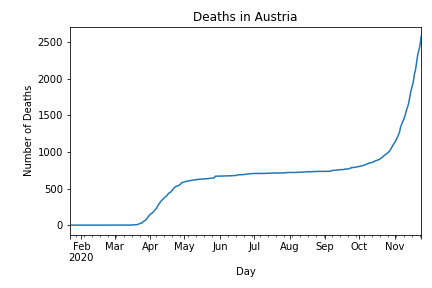 Deaths in Austria
Number of Deaths
2500
2000
1500
1000
500
0
Feb Mar Apr May Jun Jul Aug Sep Oct Nov
2020
Day